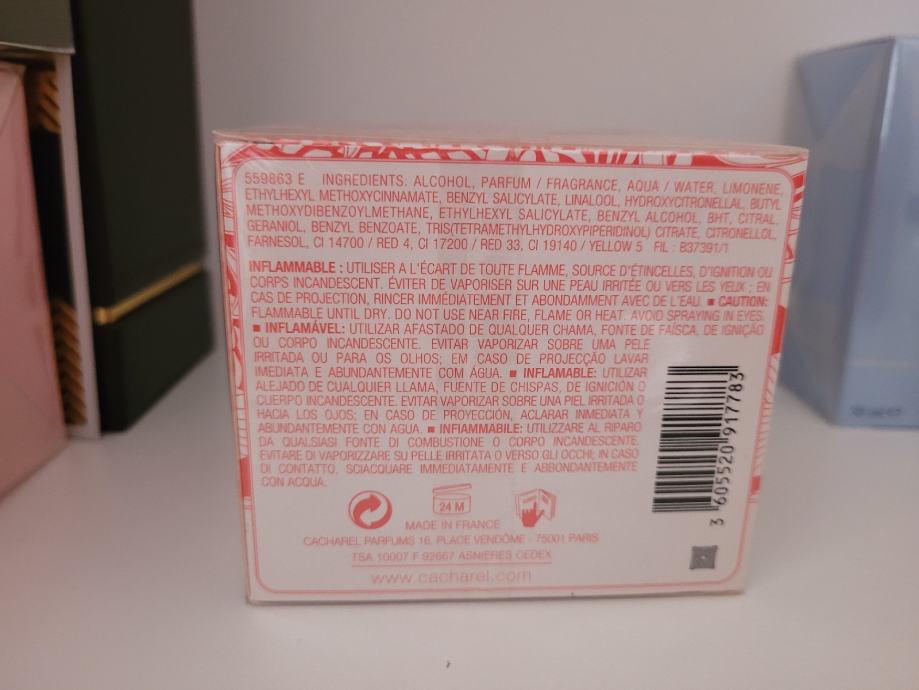 559863 E INGREDIENTS: ALCOHOL, PARFUM / FRAGRANCE, AQUA / WATER, LIMONENE,
ETHYLHEXYL METHOXYCINNAMATE, BENZYL SALICYLATE, LINALOOL, HYDROXYCITRONELLAL, BUTYL
METHOXYDIBENZOYLMETHANE, ETHYLHEXYL SALICYLATE, BENZYL ALCOHOL, BHT, CITRAL,
GERANIOL, BENZYL BENZOATE, TRIS(TETRAMETHYLHYDROXYPIPERIDINOL) CITRATE, CITRONELLOL,
FARNESOL, CI 14700 / RED 4, CI 17200 / RED 33, CI 19140 / YELLOW 5 FIL : B37391/1
INFLAMMABLE : UTILISER A L'ÉCART DE TOUTE FLAMME, SOURCE D'ÉTINCELLES, D'IGNITION OU
CORPS INCANDESCENT. ÉVITER DE VAPORISER SUR UNE PEAU IRRITÉE OU VERS LES YEUX ; EN
CAS DE PROJECTION, RINCER IMMÉDIATEMENT ET ABONDAMMENT AVEC DE L'EAU. ■ CAUTION:
FLAMMABLE UNTIL DRY. DO NOT USE NEAR FIRE, FLAME OR HEAT. AVOID SPRAYING IN EYES.
■ INFLAMÁVEL: UTILIZAR AFASTADO DE QUALQUER CHAMA, FONTE DE FAÍSCA, DE IGNIÇÃO
OU CORPO INCANDESCENTE. EVITAR VAPORIZAR SOBRE UMA PELE
IRRITADA OU PARA OS OLHOS; EM CASO DE PROJECÇÃO LAVAR
IMEDIATA E ABUNDANTEMENTE COM ÁGUA. ■ INFLAMABLE: UTILIZAR
ALEJADO DE CUALQUIER LLAMA, FUENTE DE CHISPAS, DE IGNICIÓN O
CUERPO INCANDESCENTE. EVITAR VAPORIZAR SOBRE UNA PIEL IRRITADA O
HACIA LOS OJOS; EN CASO DE PROYECCIÓN, ACLARAR INMEDIATA Y
ABUNDANTEMENTE CON AGUA. ■ INFIAMMABILE: UTILIZZARE AL RIPARO
DA QUALSIASI FONTE DI COMBUSTIONE O CORPO INCANDESCENTE.
EVITARE DI VAPORIZZARE SU PELLE IRRITATA O VERSO GLI OCCHI; IN CASO
DI CONTATTO, SCIACQUARE IMMEDIATAMENTE E ABBONDANTEMENTE
CON ACQUA.
24 M
MADE IN FRANCE
CACHAREL PARFUMS 16, PLACE VENDÔME - 75001 PARIS
TSA 10007 F 92667 ASNIERES CEDEX
www.cacharel.com
3 605520 917783